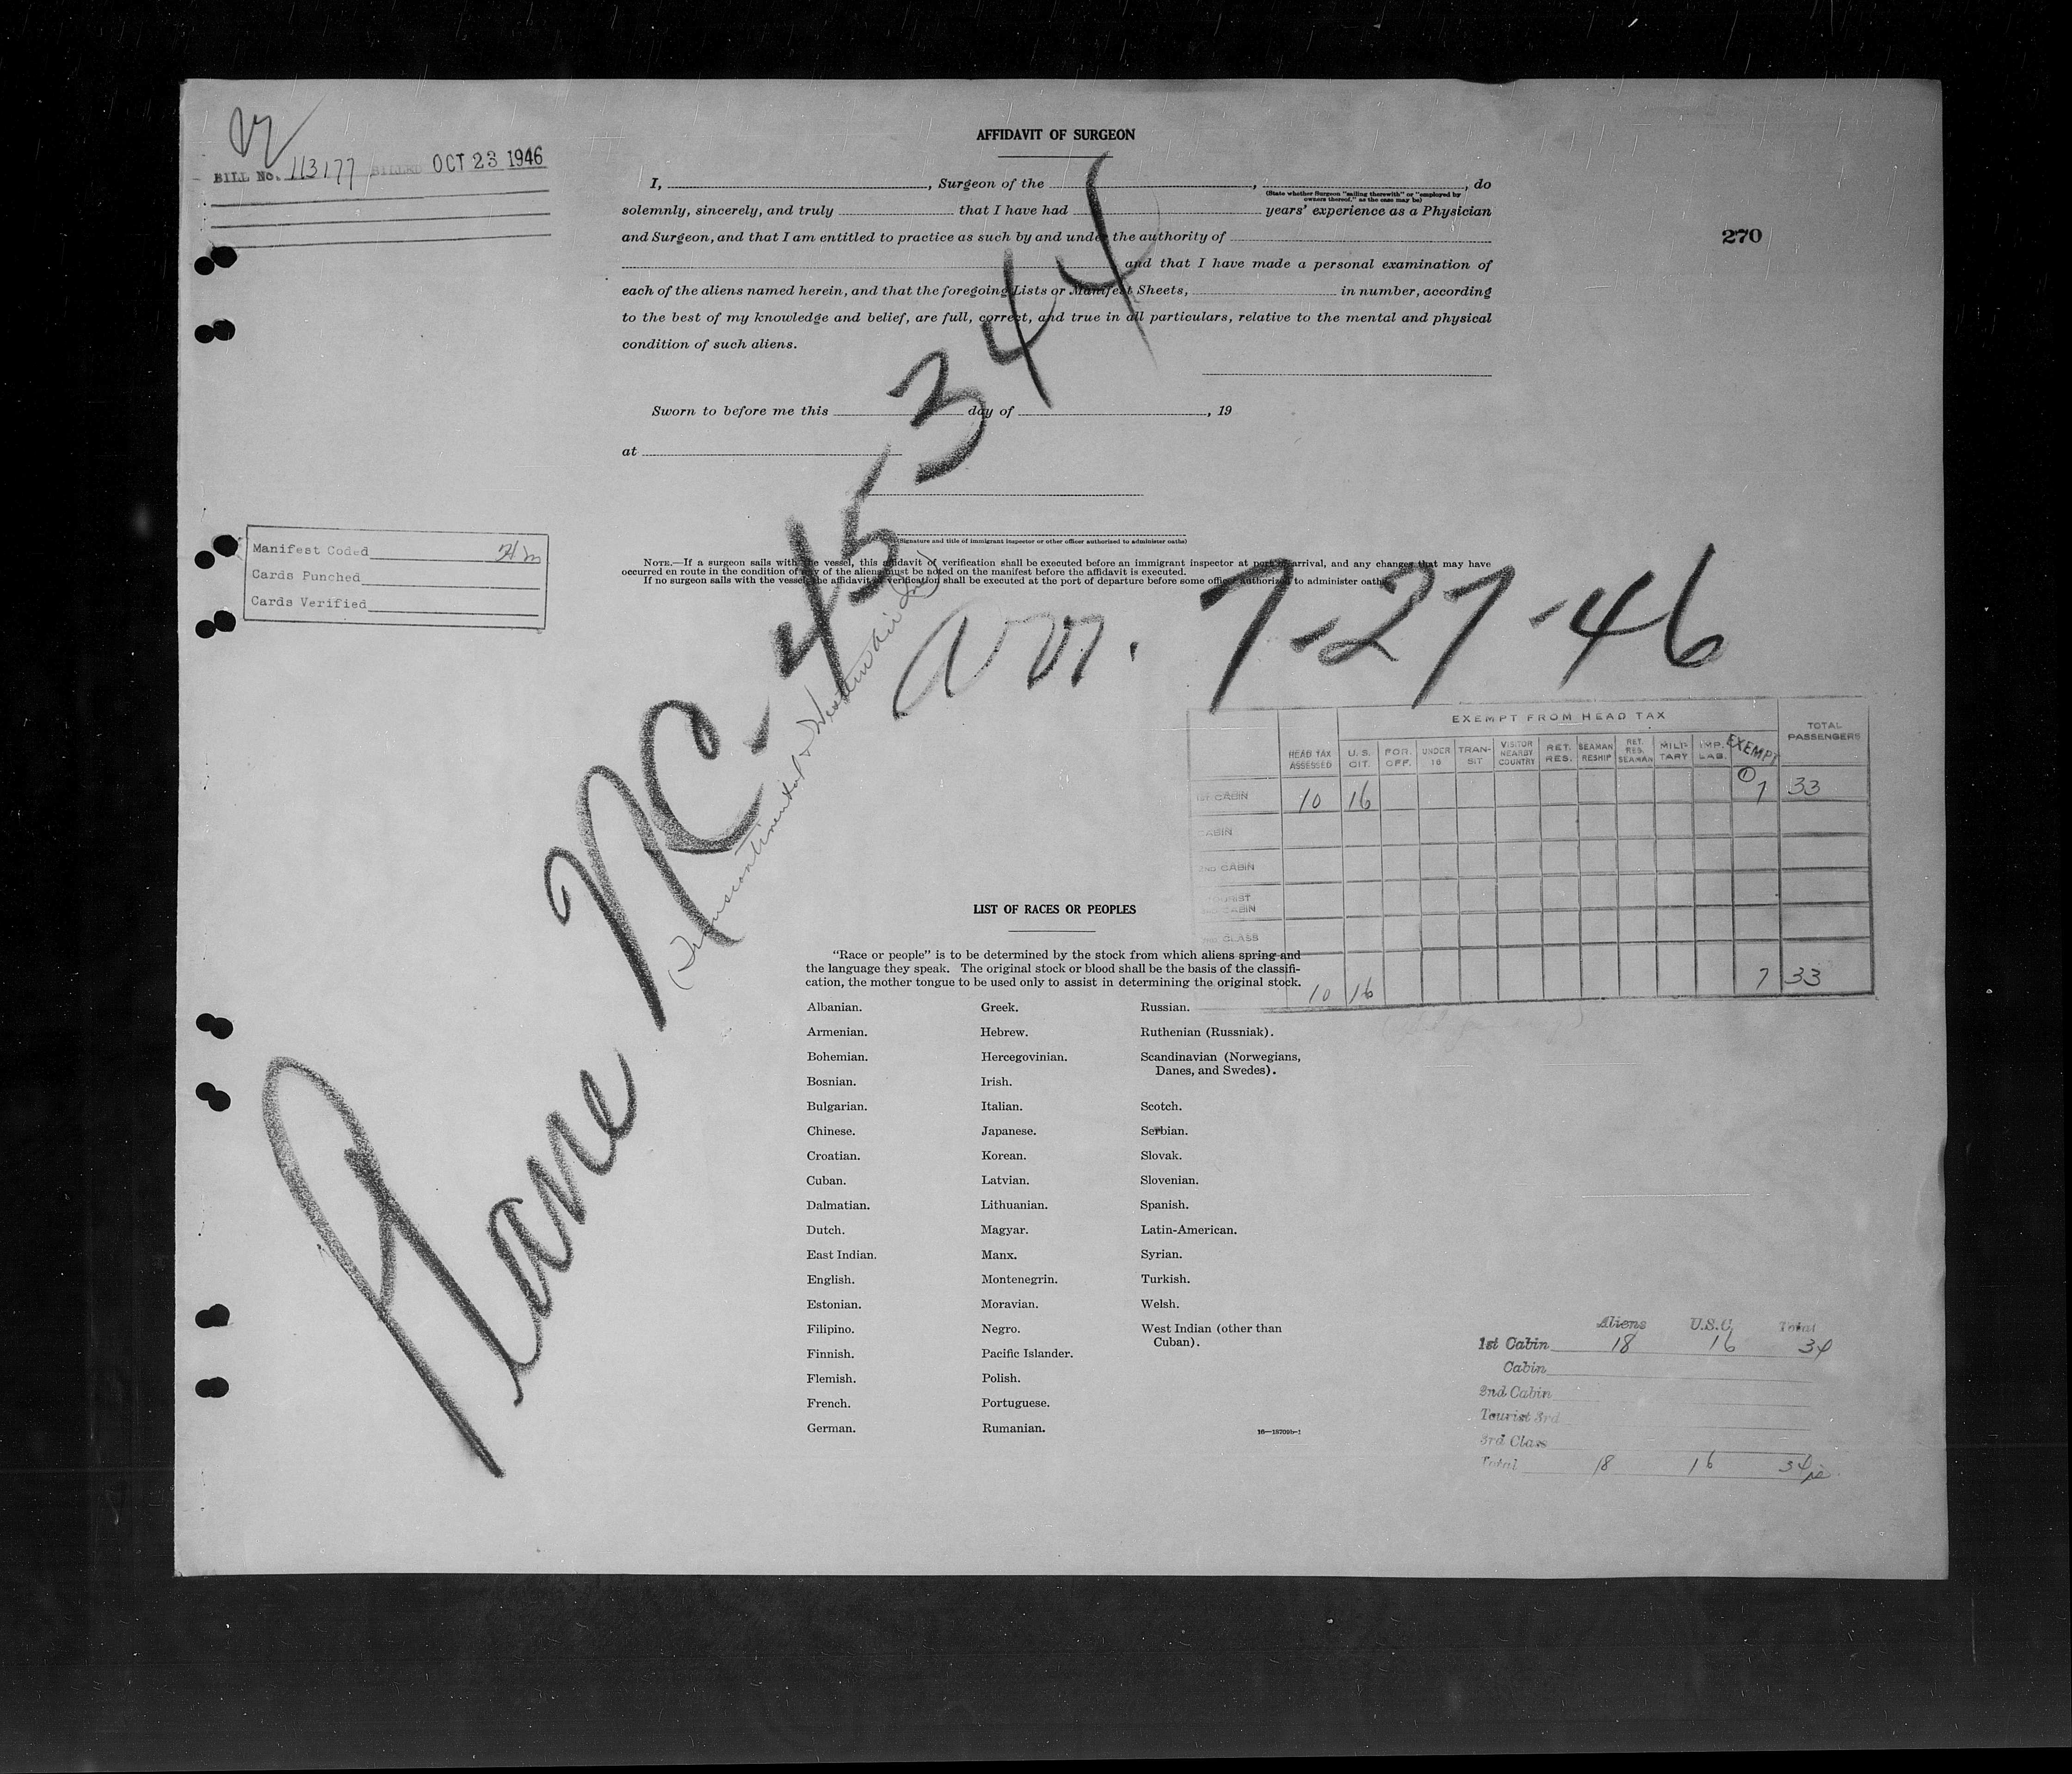 BILL No. 113177 BILLED OCT 23 1946
AFFIDAVIT OF SURGEON
I, , Surgeon of the , , do
(State whether Surgeon "sailing therewith" or "employed by
owners thereof," as the case may be)
solemnly, sincerely, and truly that I have had years' experience as a Physician
and Surgeon, and that I am entitled to practice as such by and under the authority of
and that I have made a personal examination of
each of the aliens named herein, and that the foregoing Lists or Manifest Sheets, in number, according
to the best of my knowledge and belief, are full, correct, and true in all particulars, relative to the mental and physical
condition of such aliens.
270
Sworn to before me this day of , 19
at
(Signature and title of immigrant inspector or other officer authorized to administer oaths)
NOTE.—If a surgeon sails with the vessel, this affidavit of verification shall be executed before an immigrant inspector at port of arrival, and any changes that may have
occurred en route in the condition of any of the aliens must be noted on the manifest before the affidavit is executed.
If no surgeon sails with the vessel, the affidavit of verification shall be executed at the port of departure before some officer authorized to administer oaths.
Manifest Coded
Cards Punched
Cards Verified
Plane NC-45344
(Transcontinental & Western Air Inc)
arr. 7-27-46
EXEMPT FROM HEAD TAX
HEAD TAX ASSESSED U. S. CIT. FOR. OFF. UNDER 16 TRANSIT VISITOR NEARBY COUNTRY RET. RES. SEAMAN RESHIP RET. RES. SEAMAN MILITARY IMP. LAB. EXEMPT TOTAL PASSENGERS
1ST CABIN 10 16 1 7 33
CABIN
2ND CABIN
TOURIST
3RD CABIN
3RD CLASS
10 16 7 33
LIST OF RACES OR PEOPLES
"Race or people" is to be determined by the stock from which aliens spring and
the language they speak. The original stock or blood shall be the basis of the classifi-
cation, the mother tongue to be used only to assist in determining the original stock.
Albanian.
Armenian.
Bohemian.
Bosnian.
Bulgarian.
Chinese.
Croatian.
Cuban.
Dalmatian.
Dutch.
East Indian.
English.
Estonian.
Filipino.
Finnish.
Flemish.
French.
German.
Greek.
Hebrew.
Hercegovinian.
Irish.
Italian.
Japanese.
Korean.
Latvian.
Lithuanian.
Magyar.
Manx.
Montenegrin.
Moravian.
Negro.
Pacific Islander.
Polish.
Portuguese.
Rumanian.
Russian.
Ruthenian (Russniak).
Scandinavian (Norwegians,
Danes, and Swedes).
Scotch.
Serbian.
Slovak.
Slovenian.
Spanish.
Latin-American.
Syrian.
Turkish.
Welsh.
West Indian (other than
Cuban).
16—18709b-1
Aliens U.S.C. Total
1st Cabin 18 16 34
Cabin
2nd Cabin
Tourist 3rd
3rd Class
Total 18 16 34